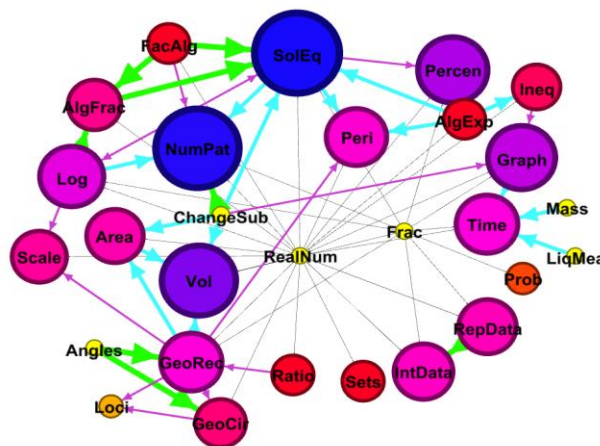 FacAlg
SolEq
Percen
Ineq
AlgFrac
AlgExp
Peri
NumPat
Graph
Log
ChangeSub
Mass
Area
Frac
Time
Scale
RealNum
LiqMea
Vol
Prob
RepData
Angles
GeoRec
IntData
Ratio
Sets
Loci
GeoCir